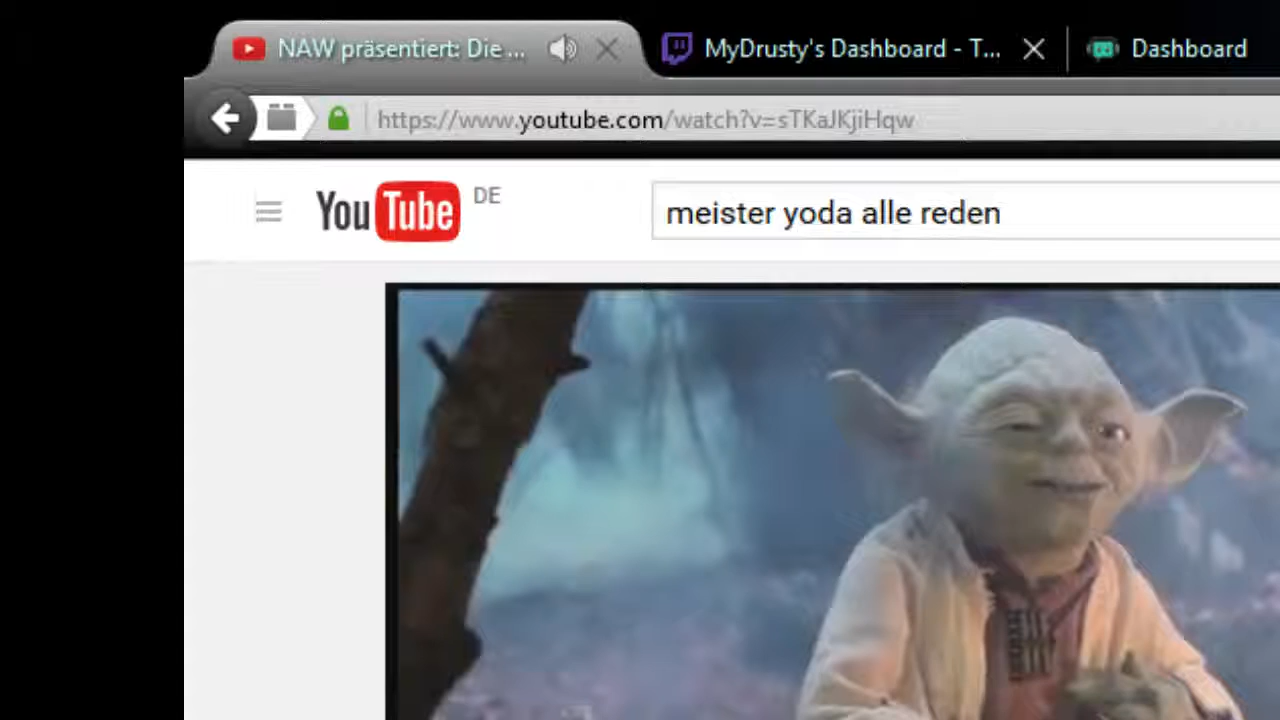 NAW präsentiert: Die ...
MyDrusty's Dashboard - T...
Dashboard
https://www.youtube.com/watch?v=sTKaJKjiHqw
YouTube DE
meister yoda alle reden